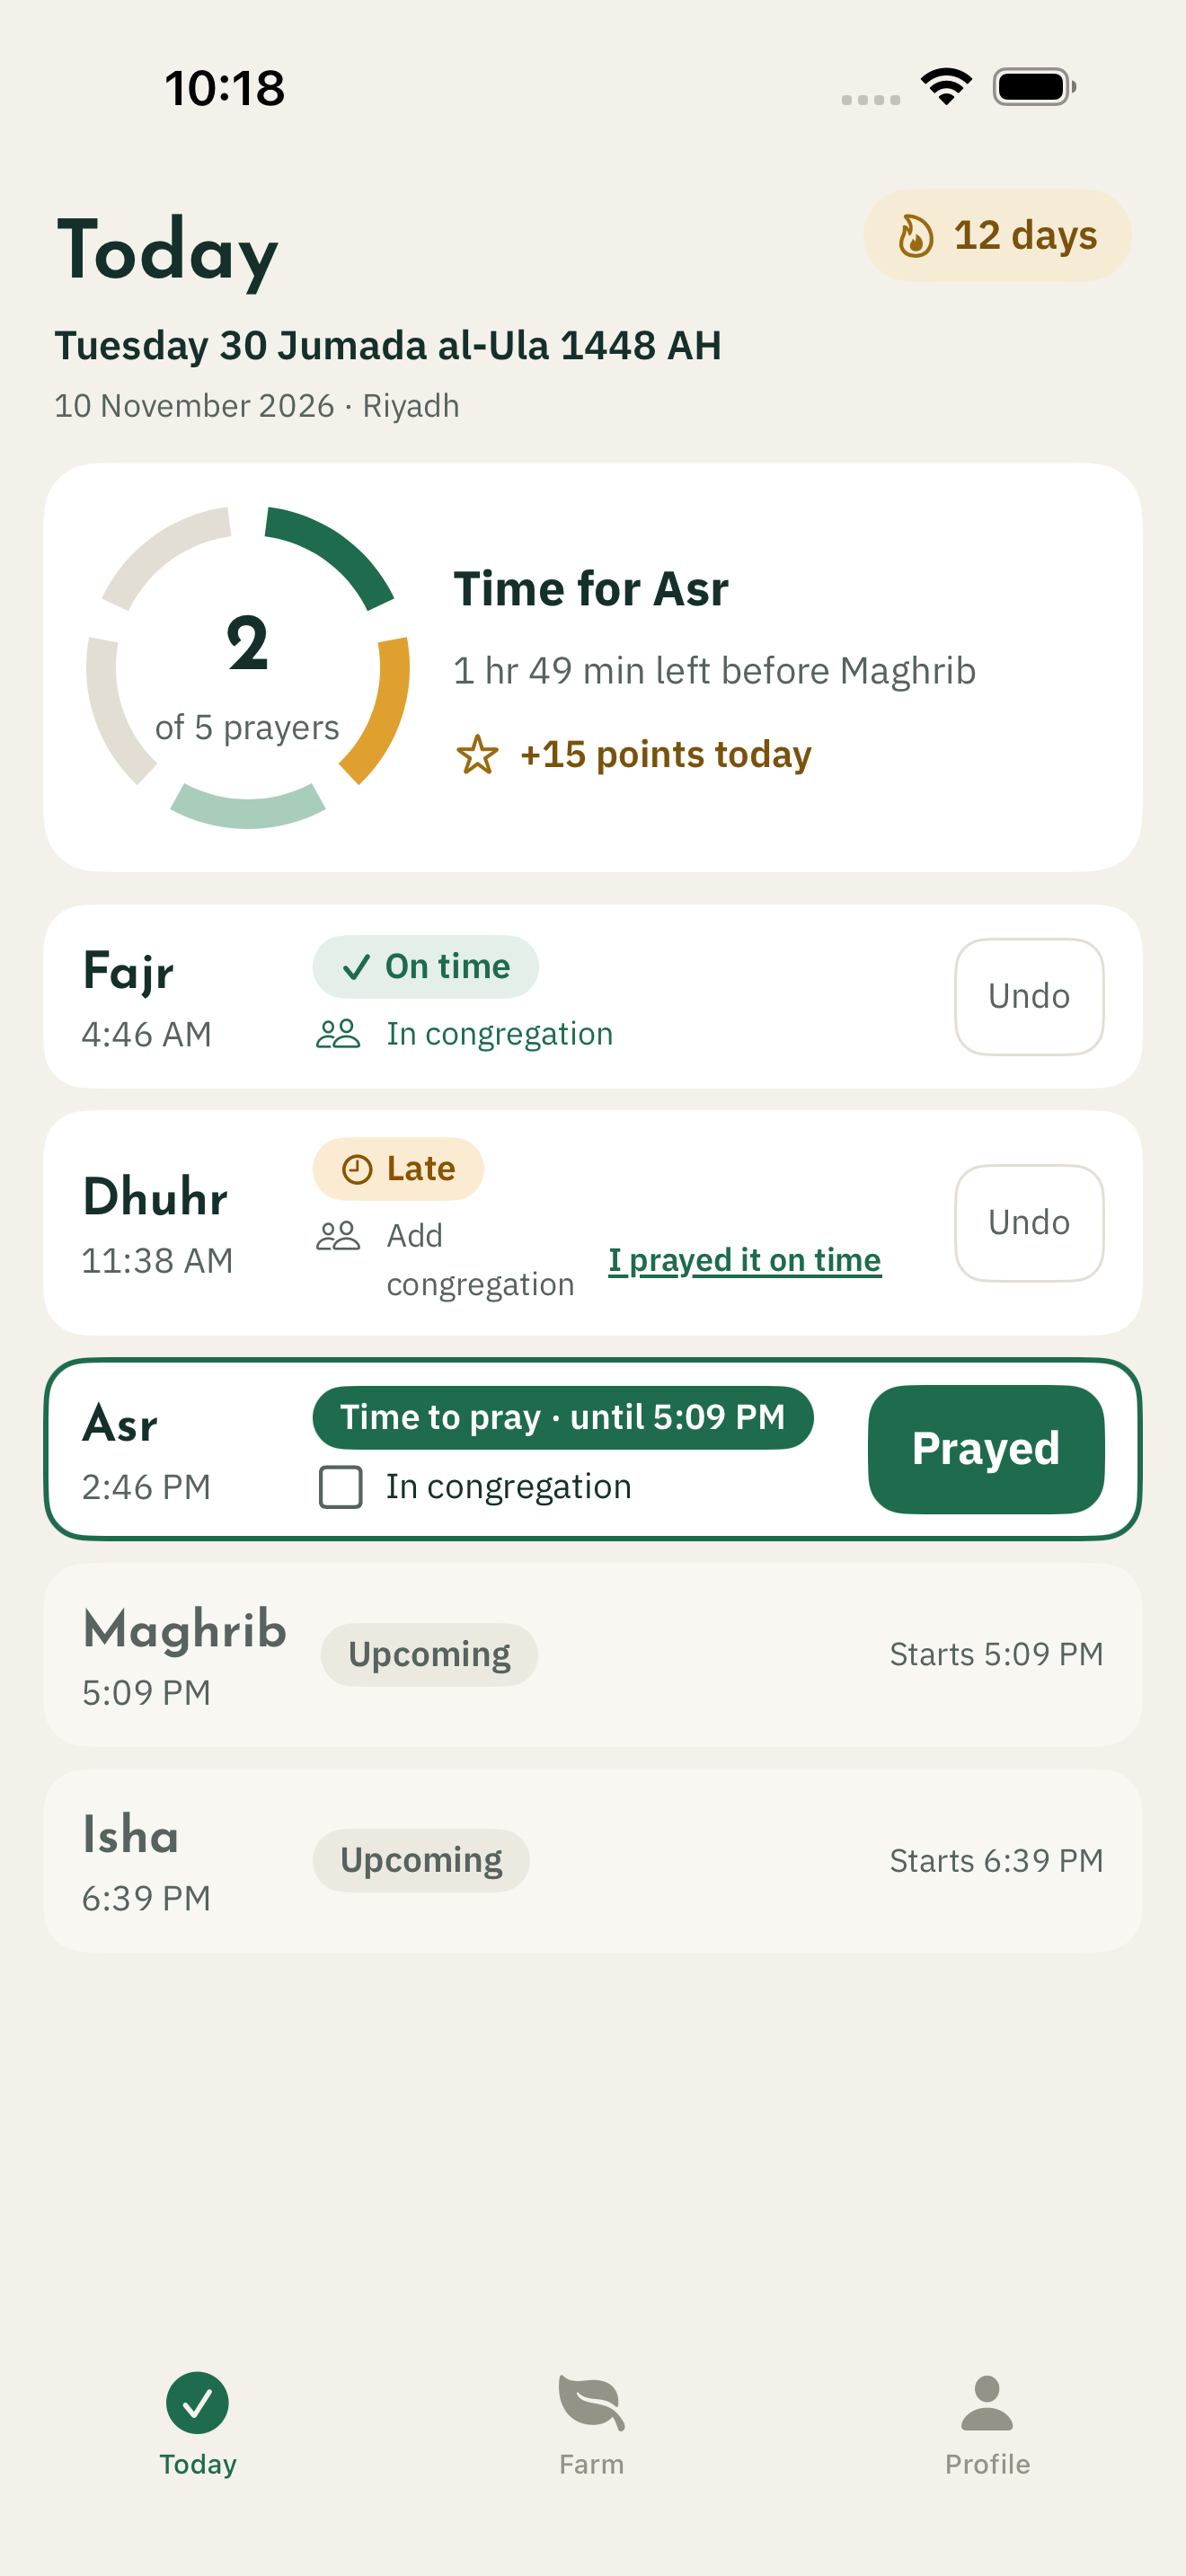 10:18
Today
12 days
Tuesday 30 Jumada al-Ula 1448 AH
10 November 2026 · Riyadh
2
of 5 prayers
Time for Asr
1 hr 49 min left before Maghrib
+15 points today
Fajr
4:46 AM
On time
In congregation
Undo
Dhuhr
11:38 AM
Late
Add
congregation
I prayed it on time
Undo
Asr
2:46 PM
Time to pray · until 5:09 PM
In congregation
Prayed
Maghrib
5:09 PM
Upcoming
Starts 5:09 PM
Isha
6:39 PM
Upcoming
Starts 6:39 PM
Today
Farm
Profile